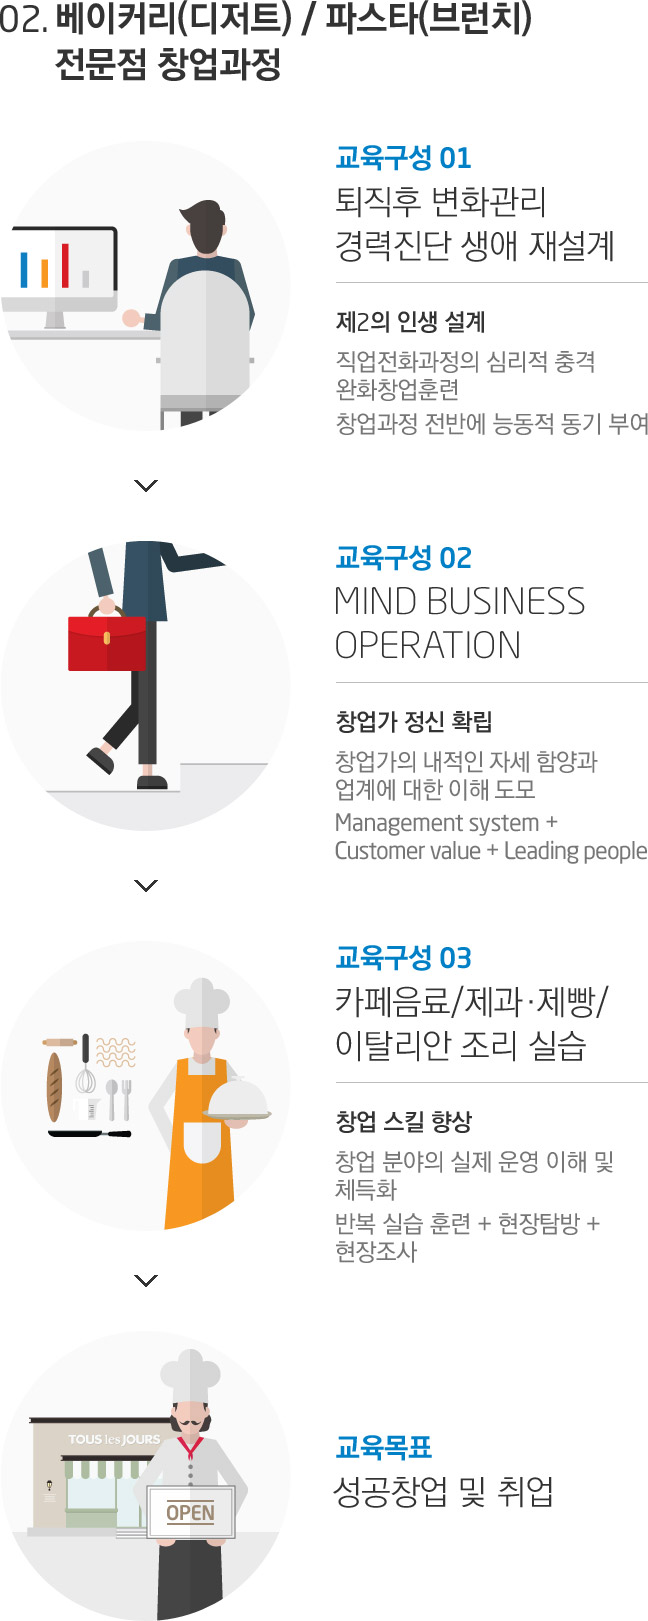 02. 베이커리(디저트) / 파스타(브런치)
전문점 창업과정
교육구성 01
퇴직후 변화관리
경력진단 생애 재설계
제2의 인생 설계
직업전화과정의 심리적 충격
완화창업훈련
창업과정 전반에 능동적 동기 부여
교육구성 02
MIND BUSINESS
OPERATION
창업가 정신 확립
창업가의 내적인 자세 함양과
업계에 대한 이해 도모
Management system +
Customer value + Leading people
교육구성 03
카페음료/제과·제빵/
이탈리안 조리 실습
창업 스킬 향상
창업 분야의 실제 운영 이해 및
체득화
반복 실습 훈련 + 현장탐방 +
현장조사
TOUS les JOURS
OPEN
교육목표
성공창업 및 취업